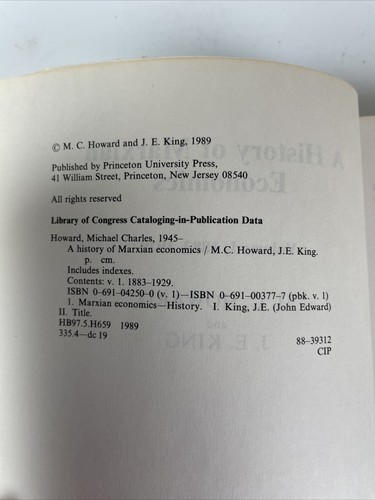 © M. C. Howard and J. E. King, 1989
Published by Princeton University Press,
41 William Street, Princeton, New Jersey 08540
All rights reserved
Library of Congress Cataloging-in-Publication Data
Howard, Michael Charles, 1945–
A history of Marxian economics / M.C. Howard, J.E. King.
p. cm.
Includes indexes.
Contents: v. 1. 1883–1929.
ISBN 0-691-04250-0 (v. 1)—ISBN 0-691-00377-7 (pbk. v. 1)
1. Marxian economics—History. I. King, J.E. (John Edward)
II. Title.
HB97.5.H659 1989
335.4—dc 19 88-39312
CIP